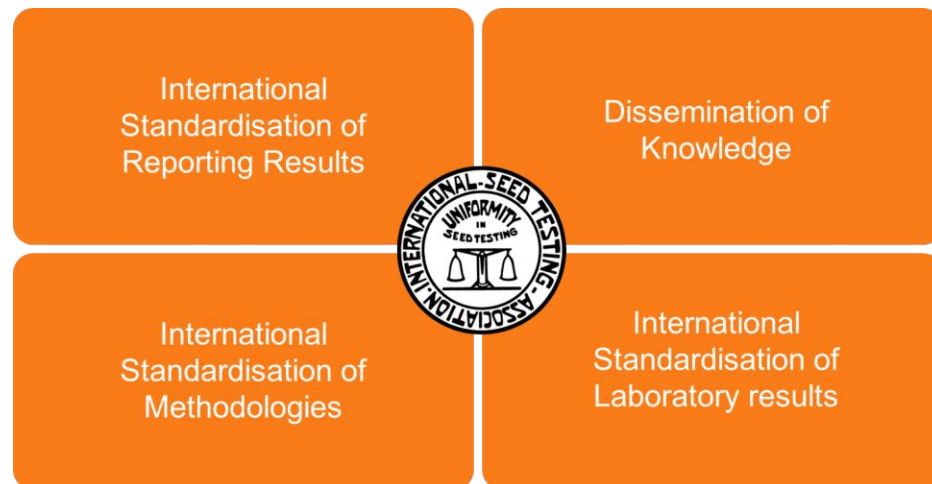 International
Standardisation of
Reporting Results
Dissemination of
Knowledge
INTERNATIONAL-SEED TESTING-ASSOCIATION.
UNIFORMITY
IN
SEED TESTING
International
Standardisation of
Methodologies
International
Standardisation of
Laboratory results